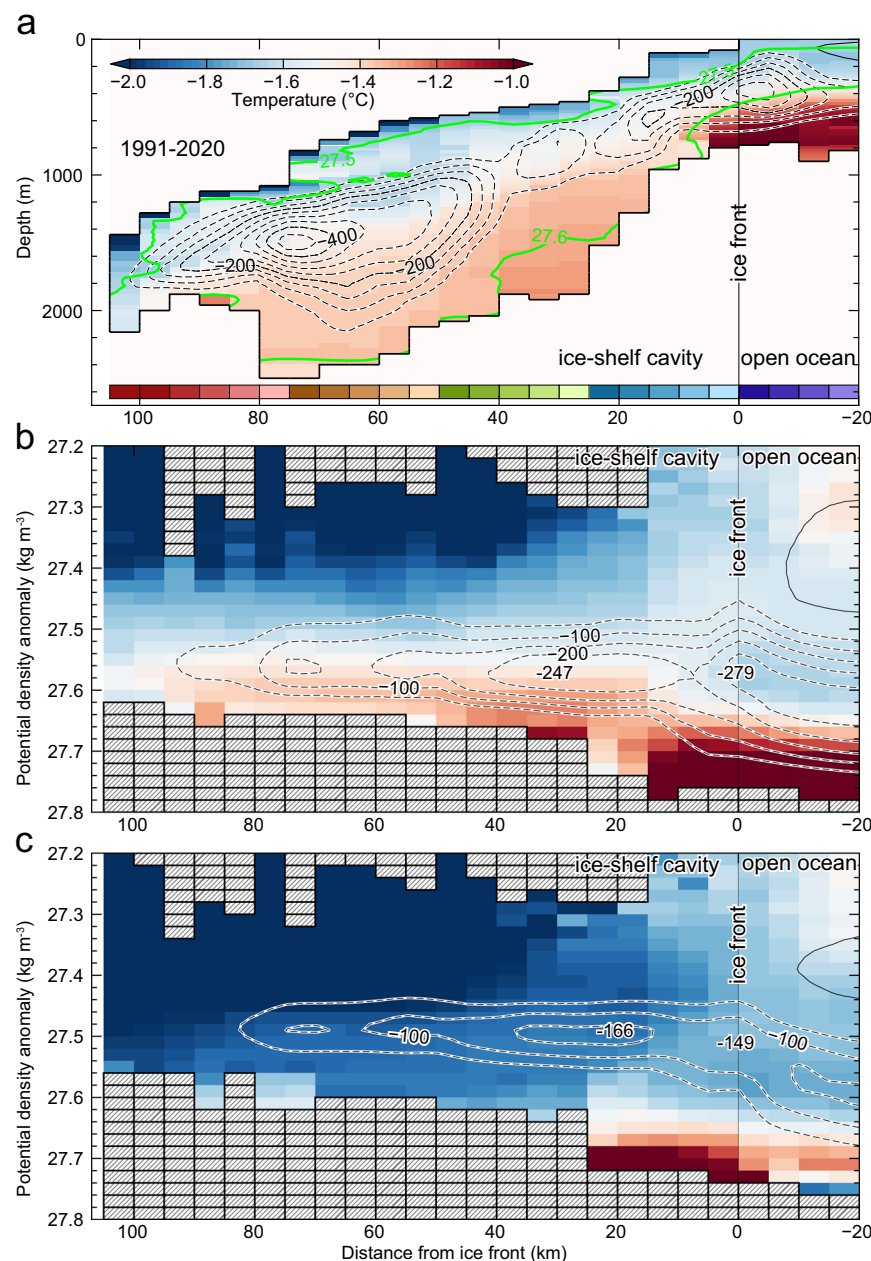 a
0
1000
2000
Depth (m)
−2.0 −1.8 −1.6 −1.4 −1.2 −1.0
Temperature (°C)
1991-2020
27.5
27.5
27.6
−200
−400
−200
−200
ice front
ice-shelf cavity open ocean
100 80 60 40 20 0 −20
b
27.2
27.3
27.4
27.5
27.6
27.7
27.8
Potential density anomaly (kg m⁻³)
ice-shelf cavity open ocean
ice front
−100
−200
-247
-279
−100
100 80 60 40 20 0 −20
c
27.2
27.3
27.4
27.5
27.6
27.7
27.8
Potential density anomaly (kg m⁻³)
ice-shelf cavity open ocean
ice front
−100
-166
-149
−100
100 80 60 40 20 0 −20
Distance from ice front (km)